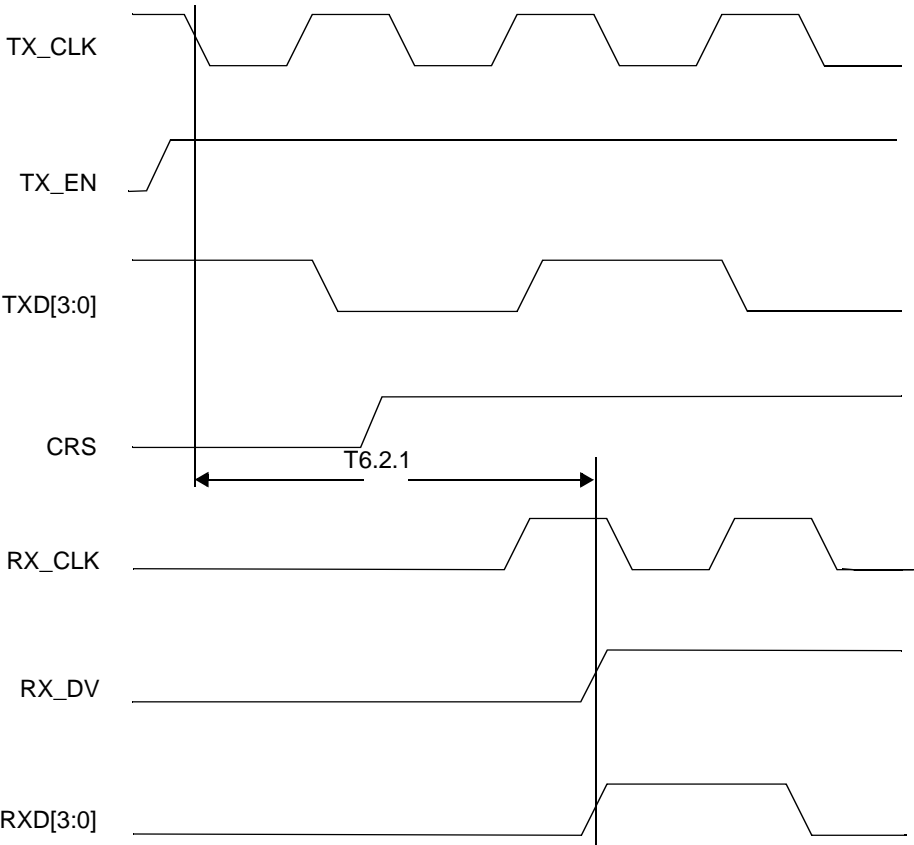 TX_CLK
TX_EN
TXD[3:0]
CRS
T6.2.1
RX_CLK
RX_DV
RXD[3:0]